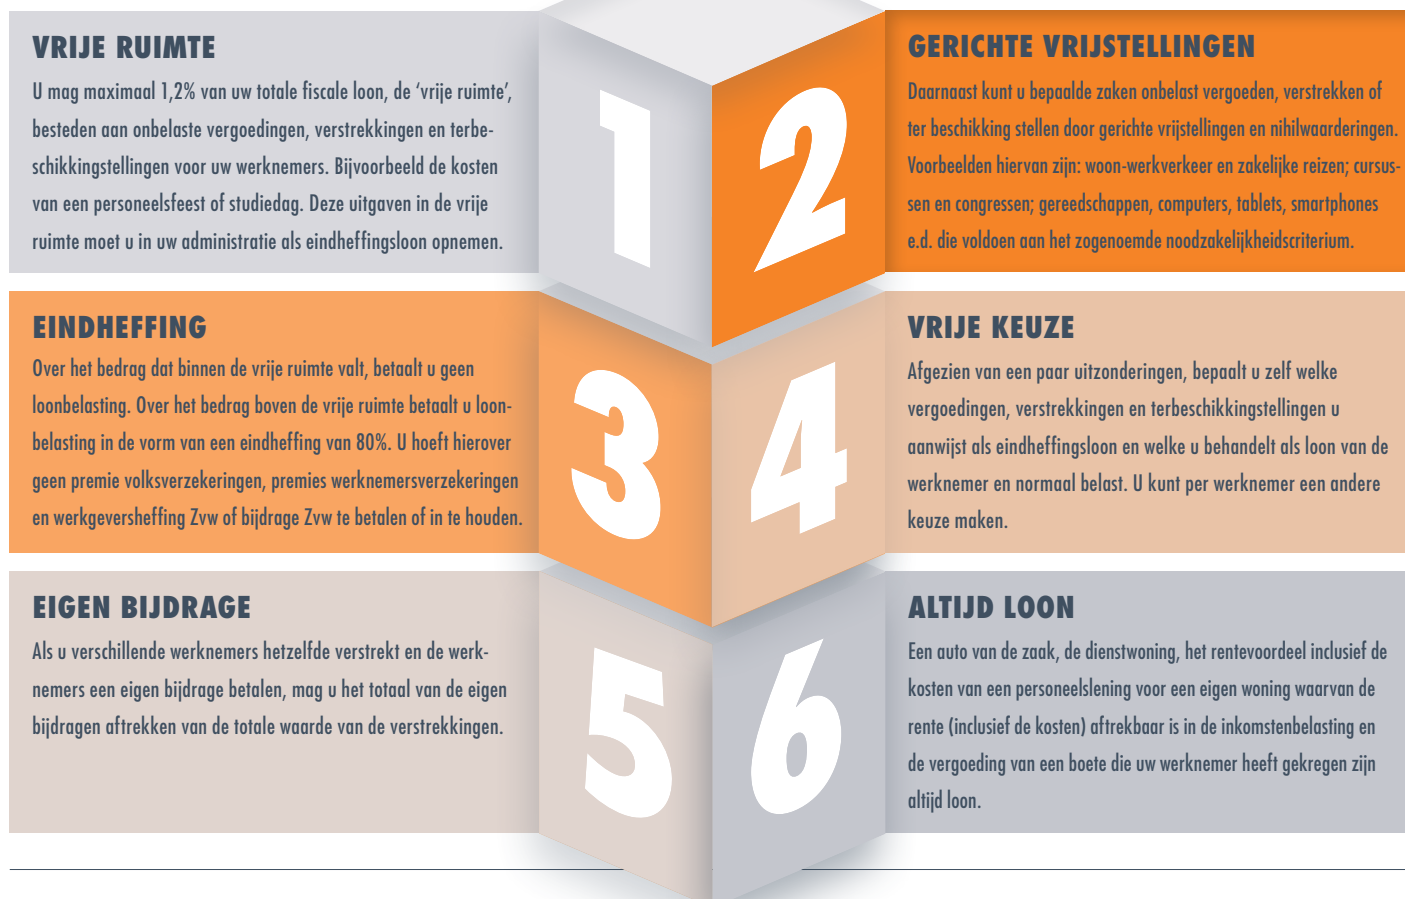 VRIJE RUIMTE
U mag maximaal 1,2% van uw totale fiscale loon, de ‘vrije ruimte’,
besteden aan onbelaste vergoedingen, verstrekkingen en terbe-
schikkingstellingen voor uw werknemers. Bijvoorbeeld de kosten
van een personeelsfeest of studiedag. Deze uitgaven in de vrije
ruimte moet u in uw administratie als eindheffingsloon opnemen.
1
2
GERICHTE VRIJSTELLINGEN
Daarnaast kunt u bepaalde zaken onbelast vergoeden, verstrekken of
ter beschikking stellen door gerichte vrijstellingen en nihilwaarderingen.
Voorbeelden hiervan zijn: woon-werkverkeer en zakelijke reizen; cursus-
sen en congressen; gereedschappen, computers, tablets, smartphones
e.d. die voldoen aan het zogenoemde noodzakelijkheidscriterium.
EINDHEFFING
Over het bedrag dat binnen de vrije ruimte valt, betaalt u geen
loonbelasting. Over het bedrag boven de vrije ruimte betaalt u loon-
belasting in de vorm van een eindheffing van 80%. U hoeft hierover
geen premie volksverzekeringen, premies werknemersverzekeringen
en werkgeversheffing Zvw of bijdrage Zvw te betalen of in te houden.
3
4
VRIJE KEUZE
Afgezien van een paar uitzonderingen, bepaalt u zelf welke
vergoedingen, verstrekkingen en terbeschikkingstellingen u
aanwijst als eindheffingsloon en welke u behandelt als loon van de
werknemer en normaal belast. U kunt per werknemer een andere
keuze maken.
EIGEN BIJDRAGE
Als u verschillende werknemers hetzelfde verstrekt en de werk-
nemers een eigen bijdrage betalen, mag u het totaal van de eigen
bijdragen aftrekken van de totale waarde van de verstrekkingen.
5
6
ALTIJD LOON
Een auto van de zaak, de dienstwoning, het rentevoordeel inclusief de
kosten van een personeelslening voor een eigen woning waarvan de
rente (inclusief de kosten) aftrekbaar is in de inkomstenbelasting en
de vergoeding van een boete die uw werknemer heeft gekregen zijn
altijd loon.